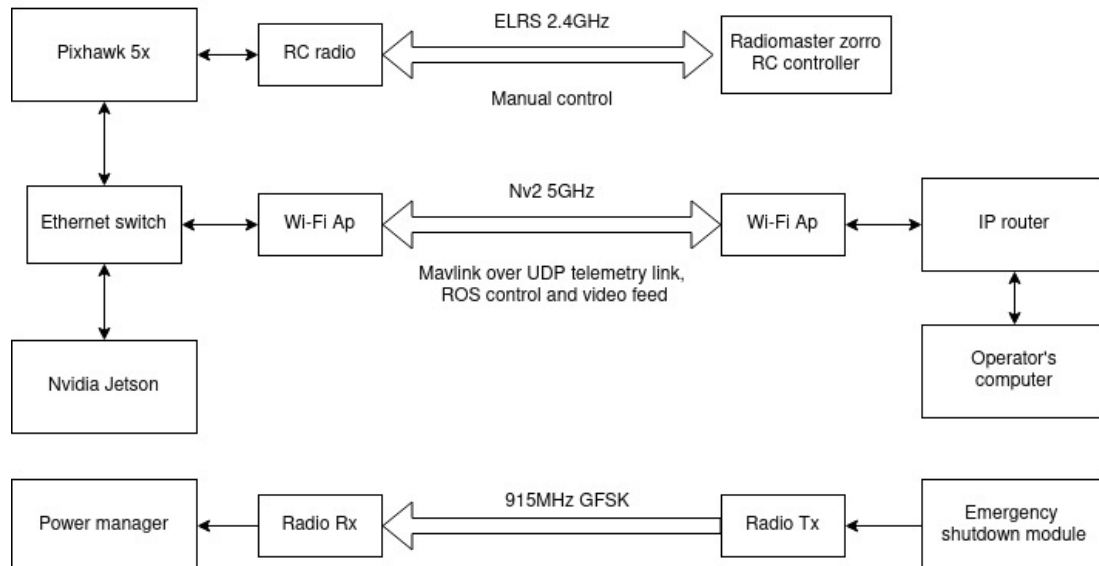 ELRS 2.4GHz
Pixhawk 5x
RC radio
Radiomaster zorro
RC controller
Manual control
Nv2 5GHz
Ethernet switch
Wi-Fi Ap
Wi-Fi Ap
IP router
Mavlink over UDP telemetry link,
ROS control and video feed
Nvidia Jetson
Operator's
computer
915MHz GFSK
Power manager
Radio Rx
Radio Tx
Emergency
shutdown module